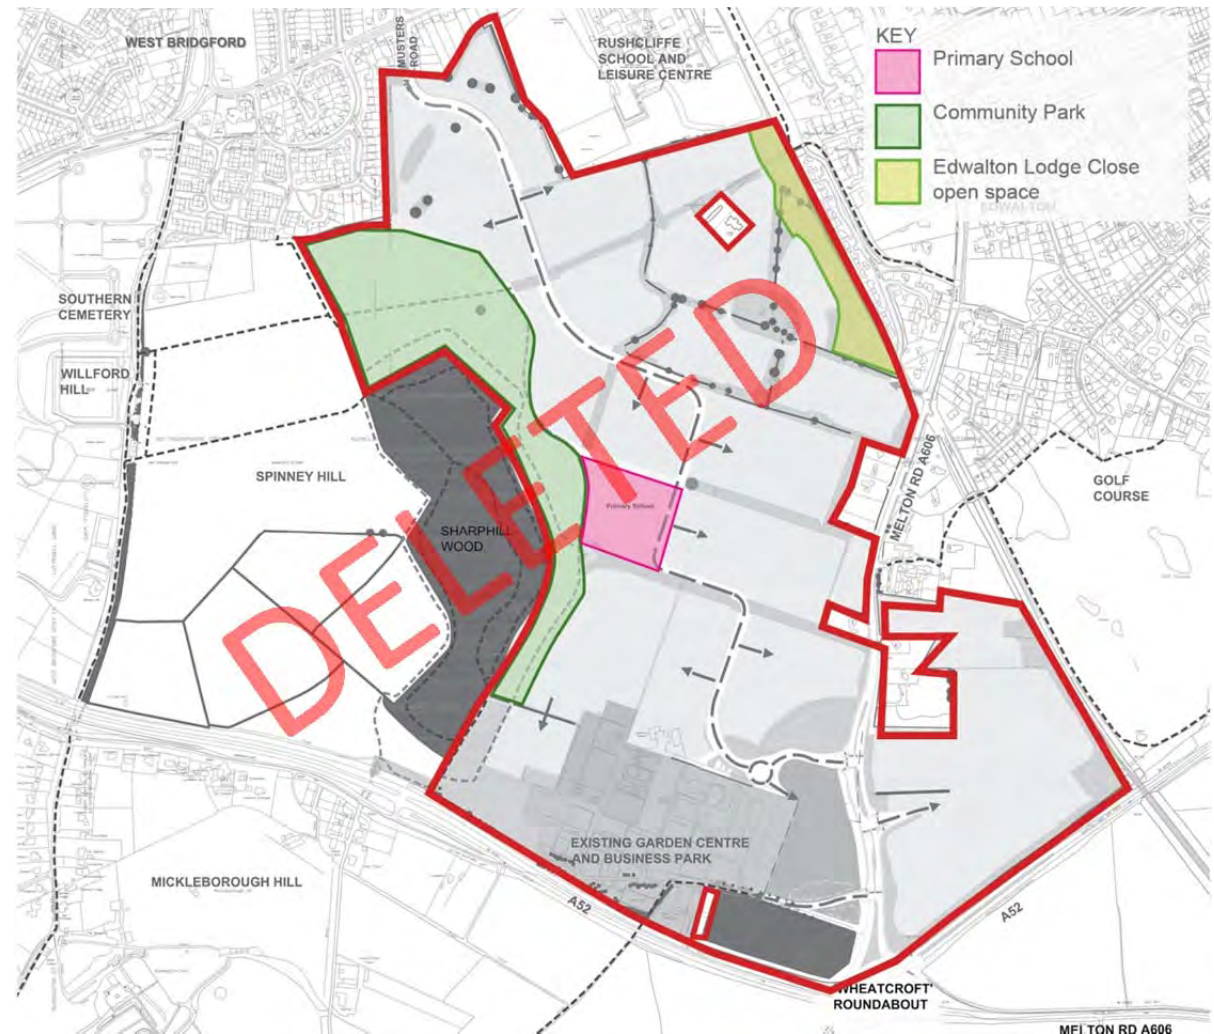 WEST BRIDGFORD
MUSTERS
ROAD
RUSHCLIFFE
SCHOOL AND
LEISURE CENTRE
KEY
Primary School
Community Park
Edwalton Lodge Close
open space
EDWALTON
SOUTHERN
CEMETERY
WILLFORD
HILL
SPINNEY HILL
SHARPHILL
WOOD
Primary School
MELTON RD A606
GOLF
COURSE
DELETED
EXISTING GARDEN CENTRE
AND BUSINESS PARK
MICKLEBOROUGH HILL
A52
A52
WHEATCROFT
ROUNDABOUT
MELTON RD A606